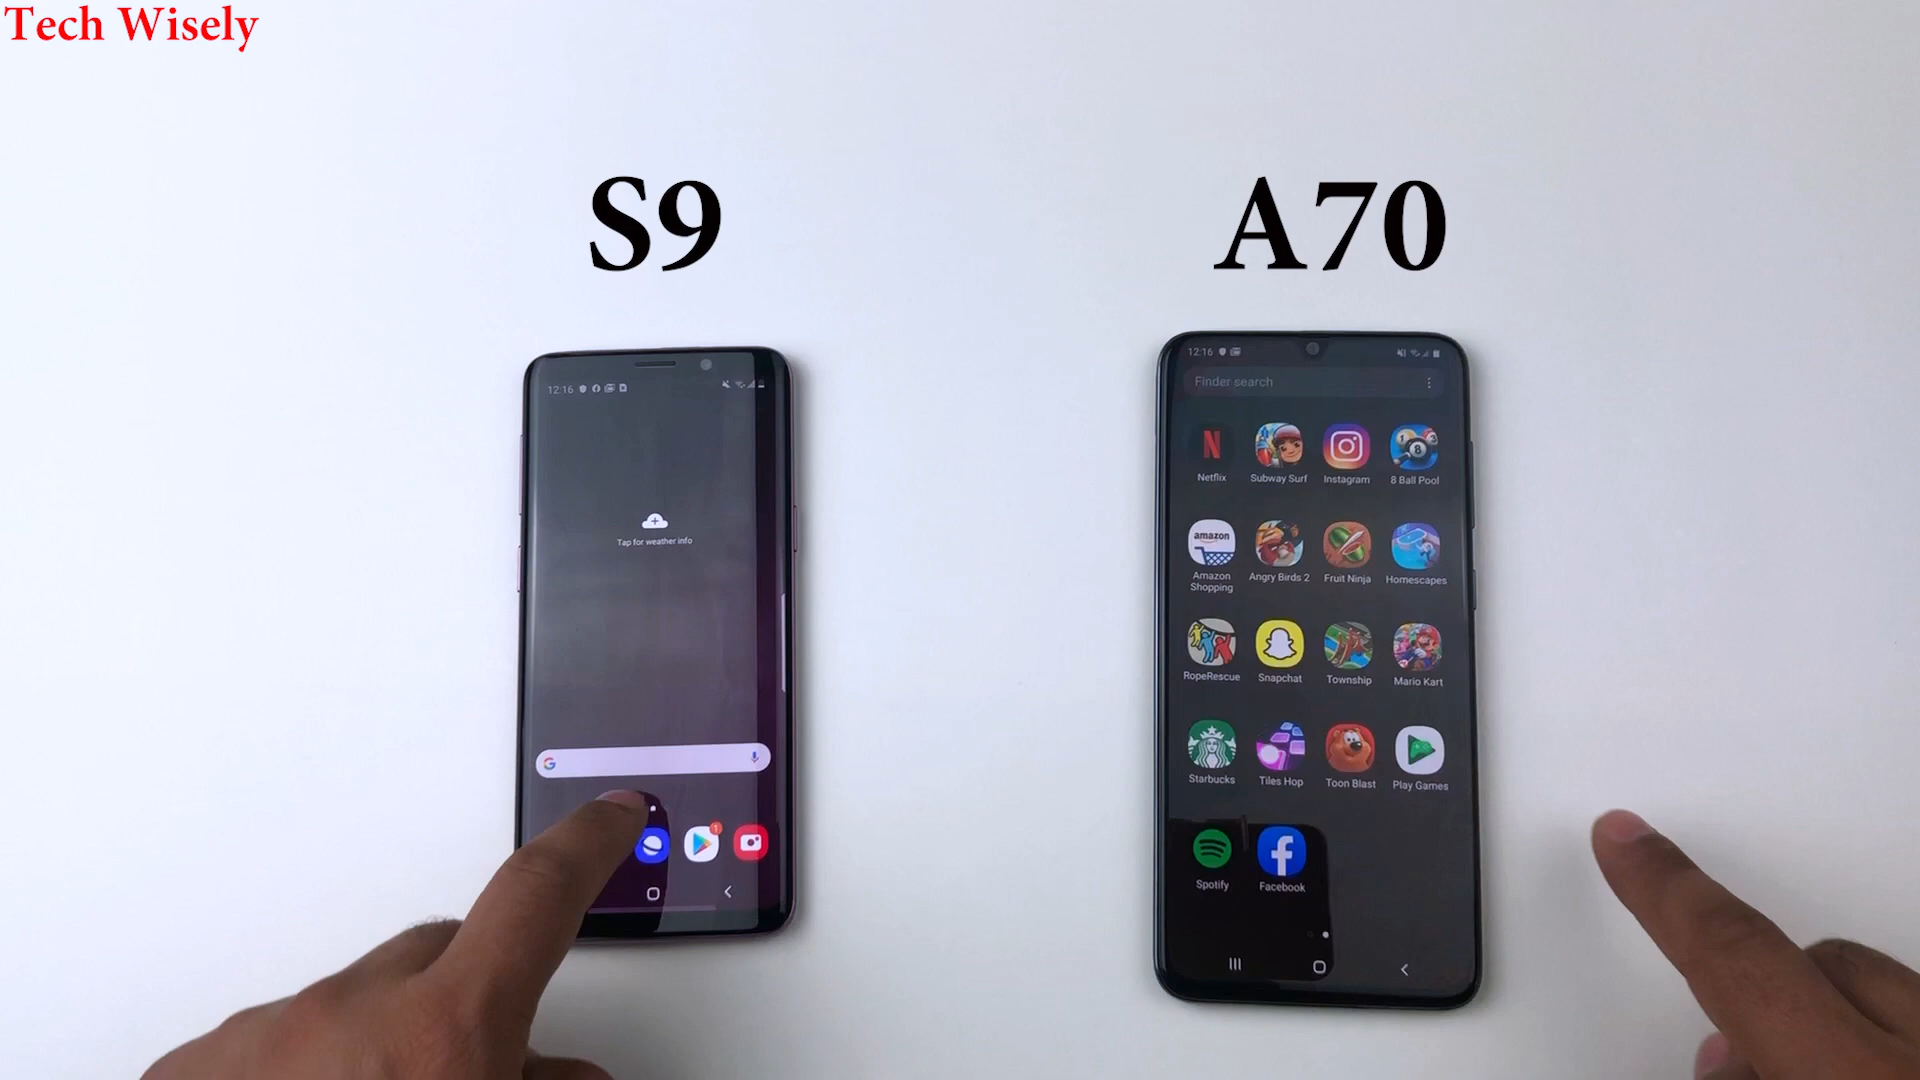 Tech Wisely
S9
A70
12:16
Tap for weather info
1
12:16
Finder search
Netflix
Subway Surf
Instagram
8 Ball Pool
amazon
Amazon
Shopping
Angry Birds 2
Fruit Ninja
Homescapes
RopeRescue
Snapchat
Township
Mario Kart
Starbucks
Tiles Hop
Toon Blast
Play Games
Spotify
Facebook